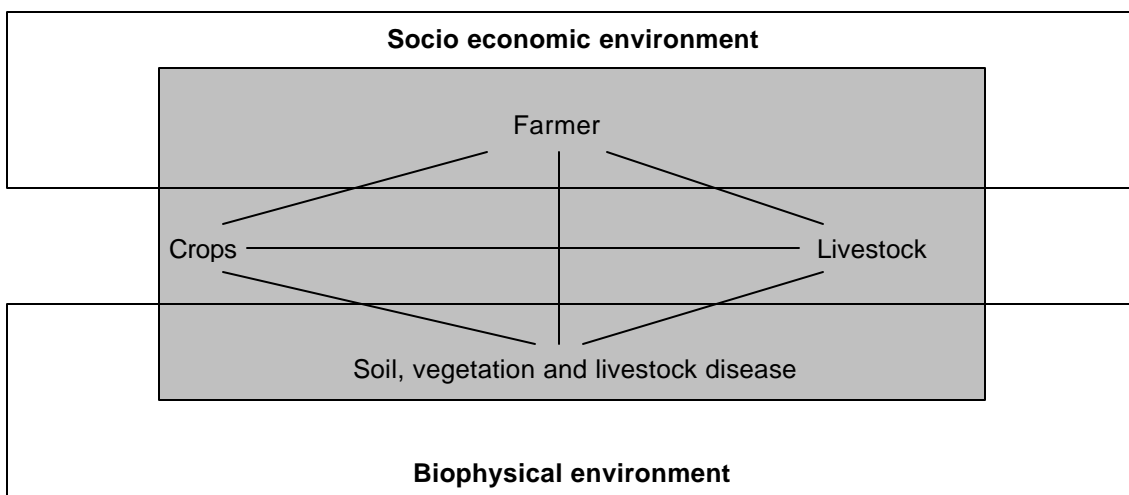 Socio economic environment
Farmer
Crops
Livestock
Soil, vegetation and livestock disease
Biophysical environment